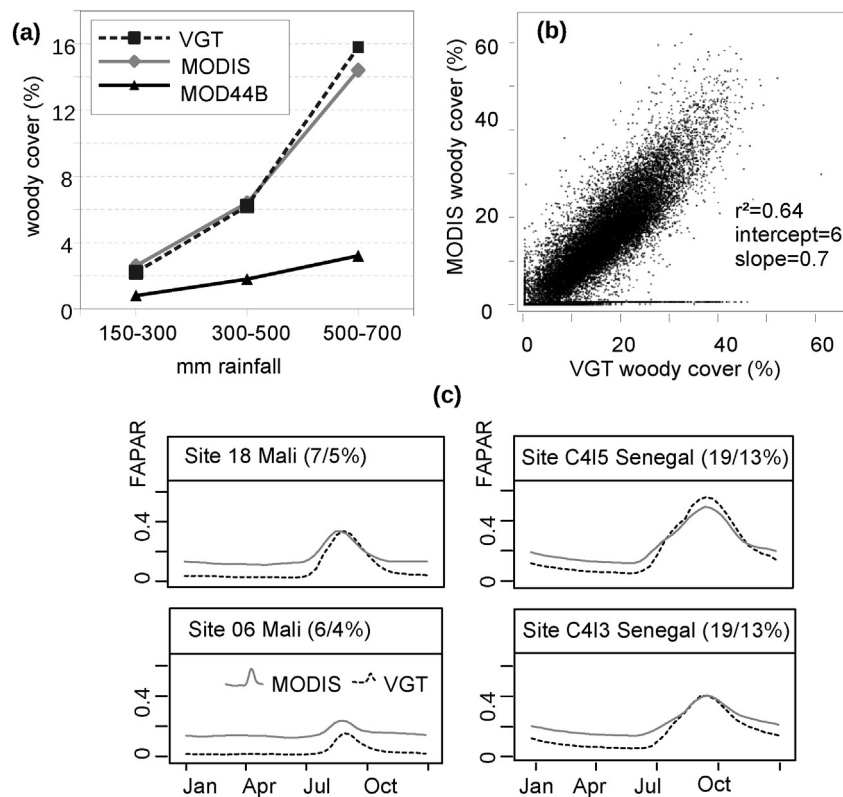 (a)
woody cover (%)
16
12
8
4
0
VGT
MODIS
MOD44B
150-300
300-500
500-700
mm rainfall
(b)
MODIS woody cover (%)
60
40
20
0
r²=0.64
intercept=6
slope=0.7
0
20
40
60
VGT woody cover (%)
(c)
FAPAR
Site 18 Mali (7/5%)
0.4
0
FAPAR
Site C4I5 Senegal (19/13%)
0.4
0
Site 06 Mali (6/4%)
MODIS
VGT
0.4
0
Jan
Apr
Jul
Oct
Site C4I3 Senegal (19/13%)
0.4
0
Jan
Apr
Jul
Oct